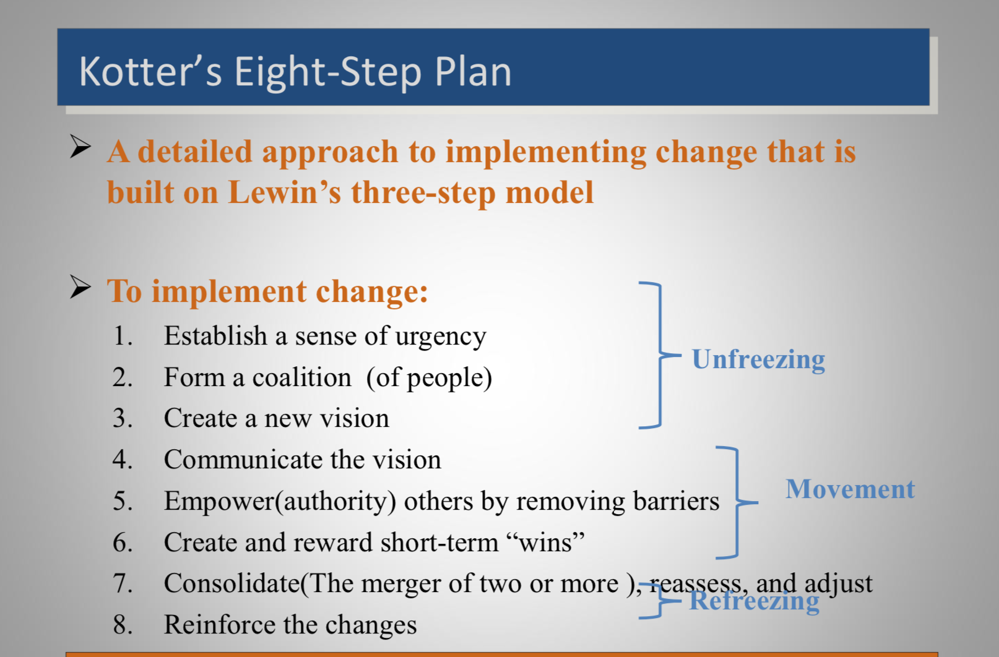 Kotter’s Eight-Step Plan
➢ A detailed approach to implementing change that is
built on Lewin’s three-step model
➢ To implement change:
1. Establish a sense of urgency
2. Form a coalition (of people)
3. Create a new vision
Unfreezing
4. Communicate the vision
5. Empower(authority) others by removing barriers
6. Create and reward short-term “wins”
Movement
7. Consolidate(The merger of two or more ), reassess, and adjust
8. Reinforce the changes
Refreezing